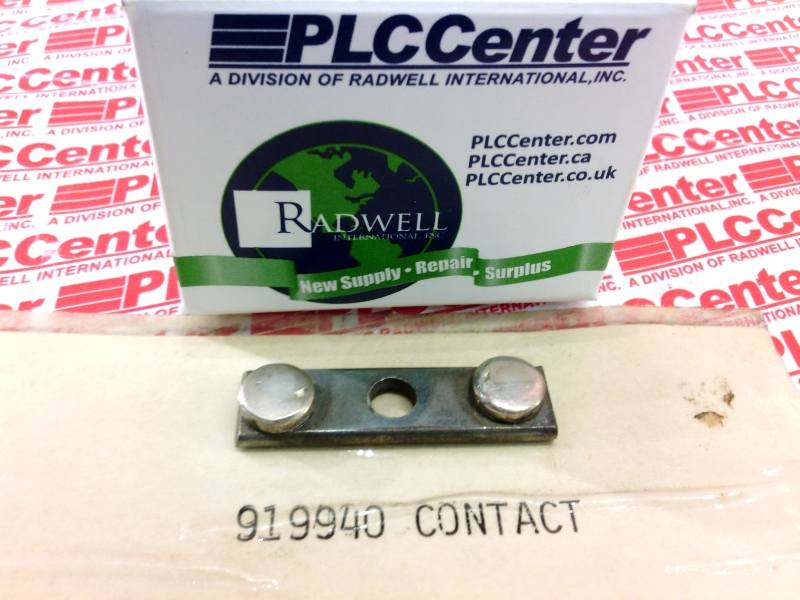 PLCCenter
A DIVISION OF RADWELL INTERNATIONAL, INC.
PLCCenter.com
PLCCenter.ca
PLCCenter.co.uk
RADWELL
INTERNATIONAL, INC.
New Supply • Repair • Surplus
919940 CONTACT